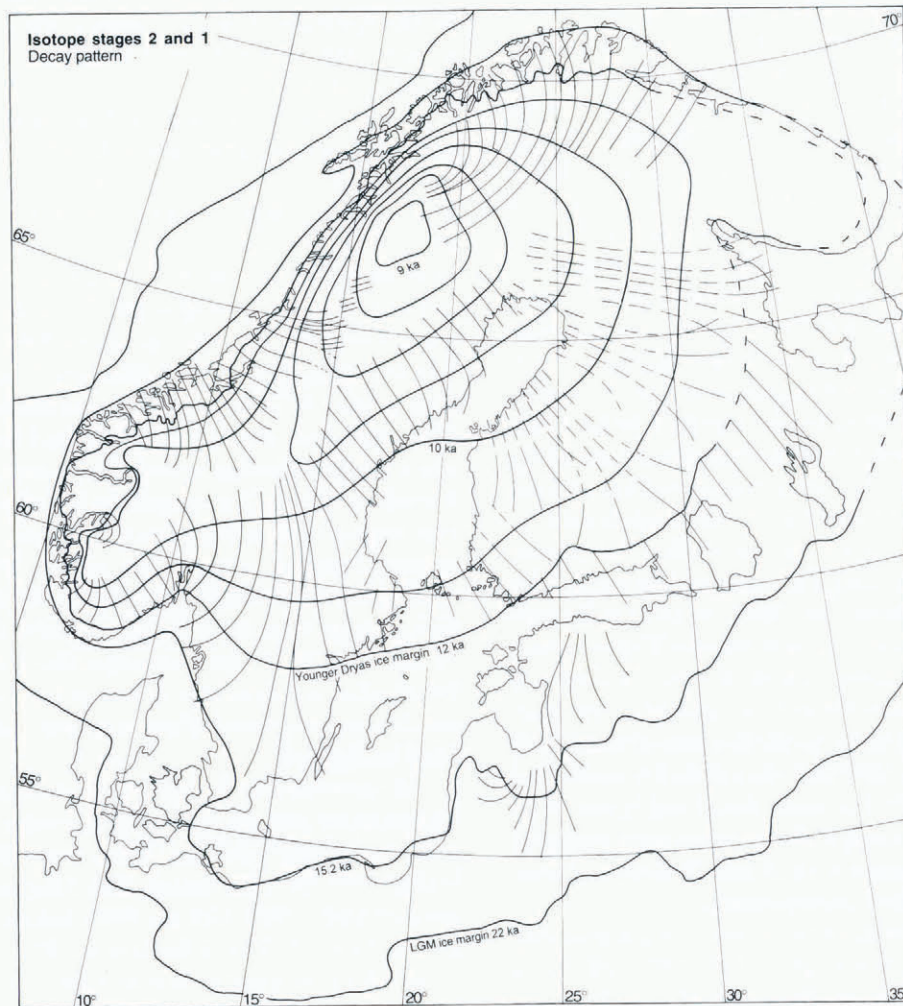 Isotope stages 2 and 1
Decay pattern
70°
65°
9 ka
10 ka
60°
Younger Dryas ice margin 12 ka
55°
15.2 ka
LGM ice margin 22 ka
10°
15°
20°
25°
30°
35°